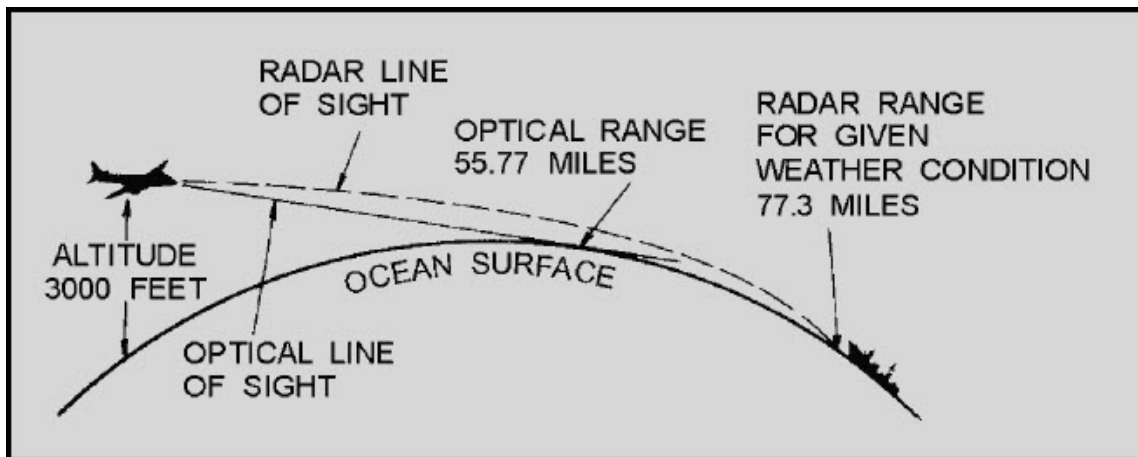 RADAR LINE
OF SIGHT
OPTICAL RANGE
55.77 MILES
RADAR RANGE
FOR GIVEN
WEATHER CONDITION
77.3 MILES
ALTITUDE
3000 FEET
OCEAN SURFACE
OPTICAL LINE
OF SIGHT